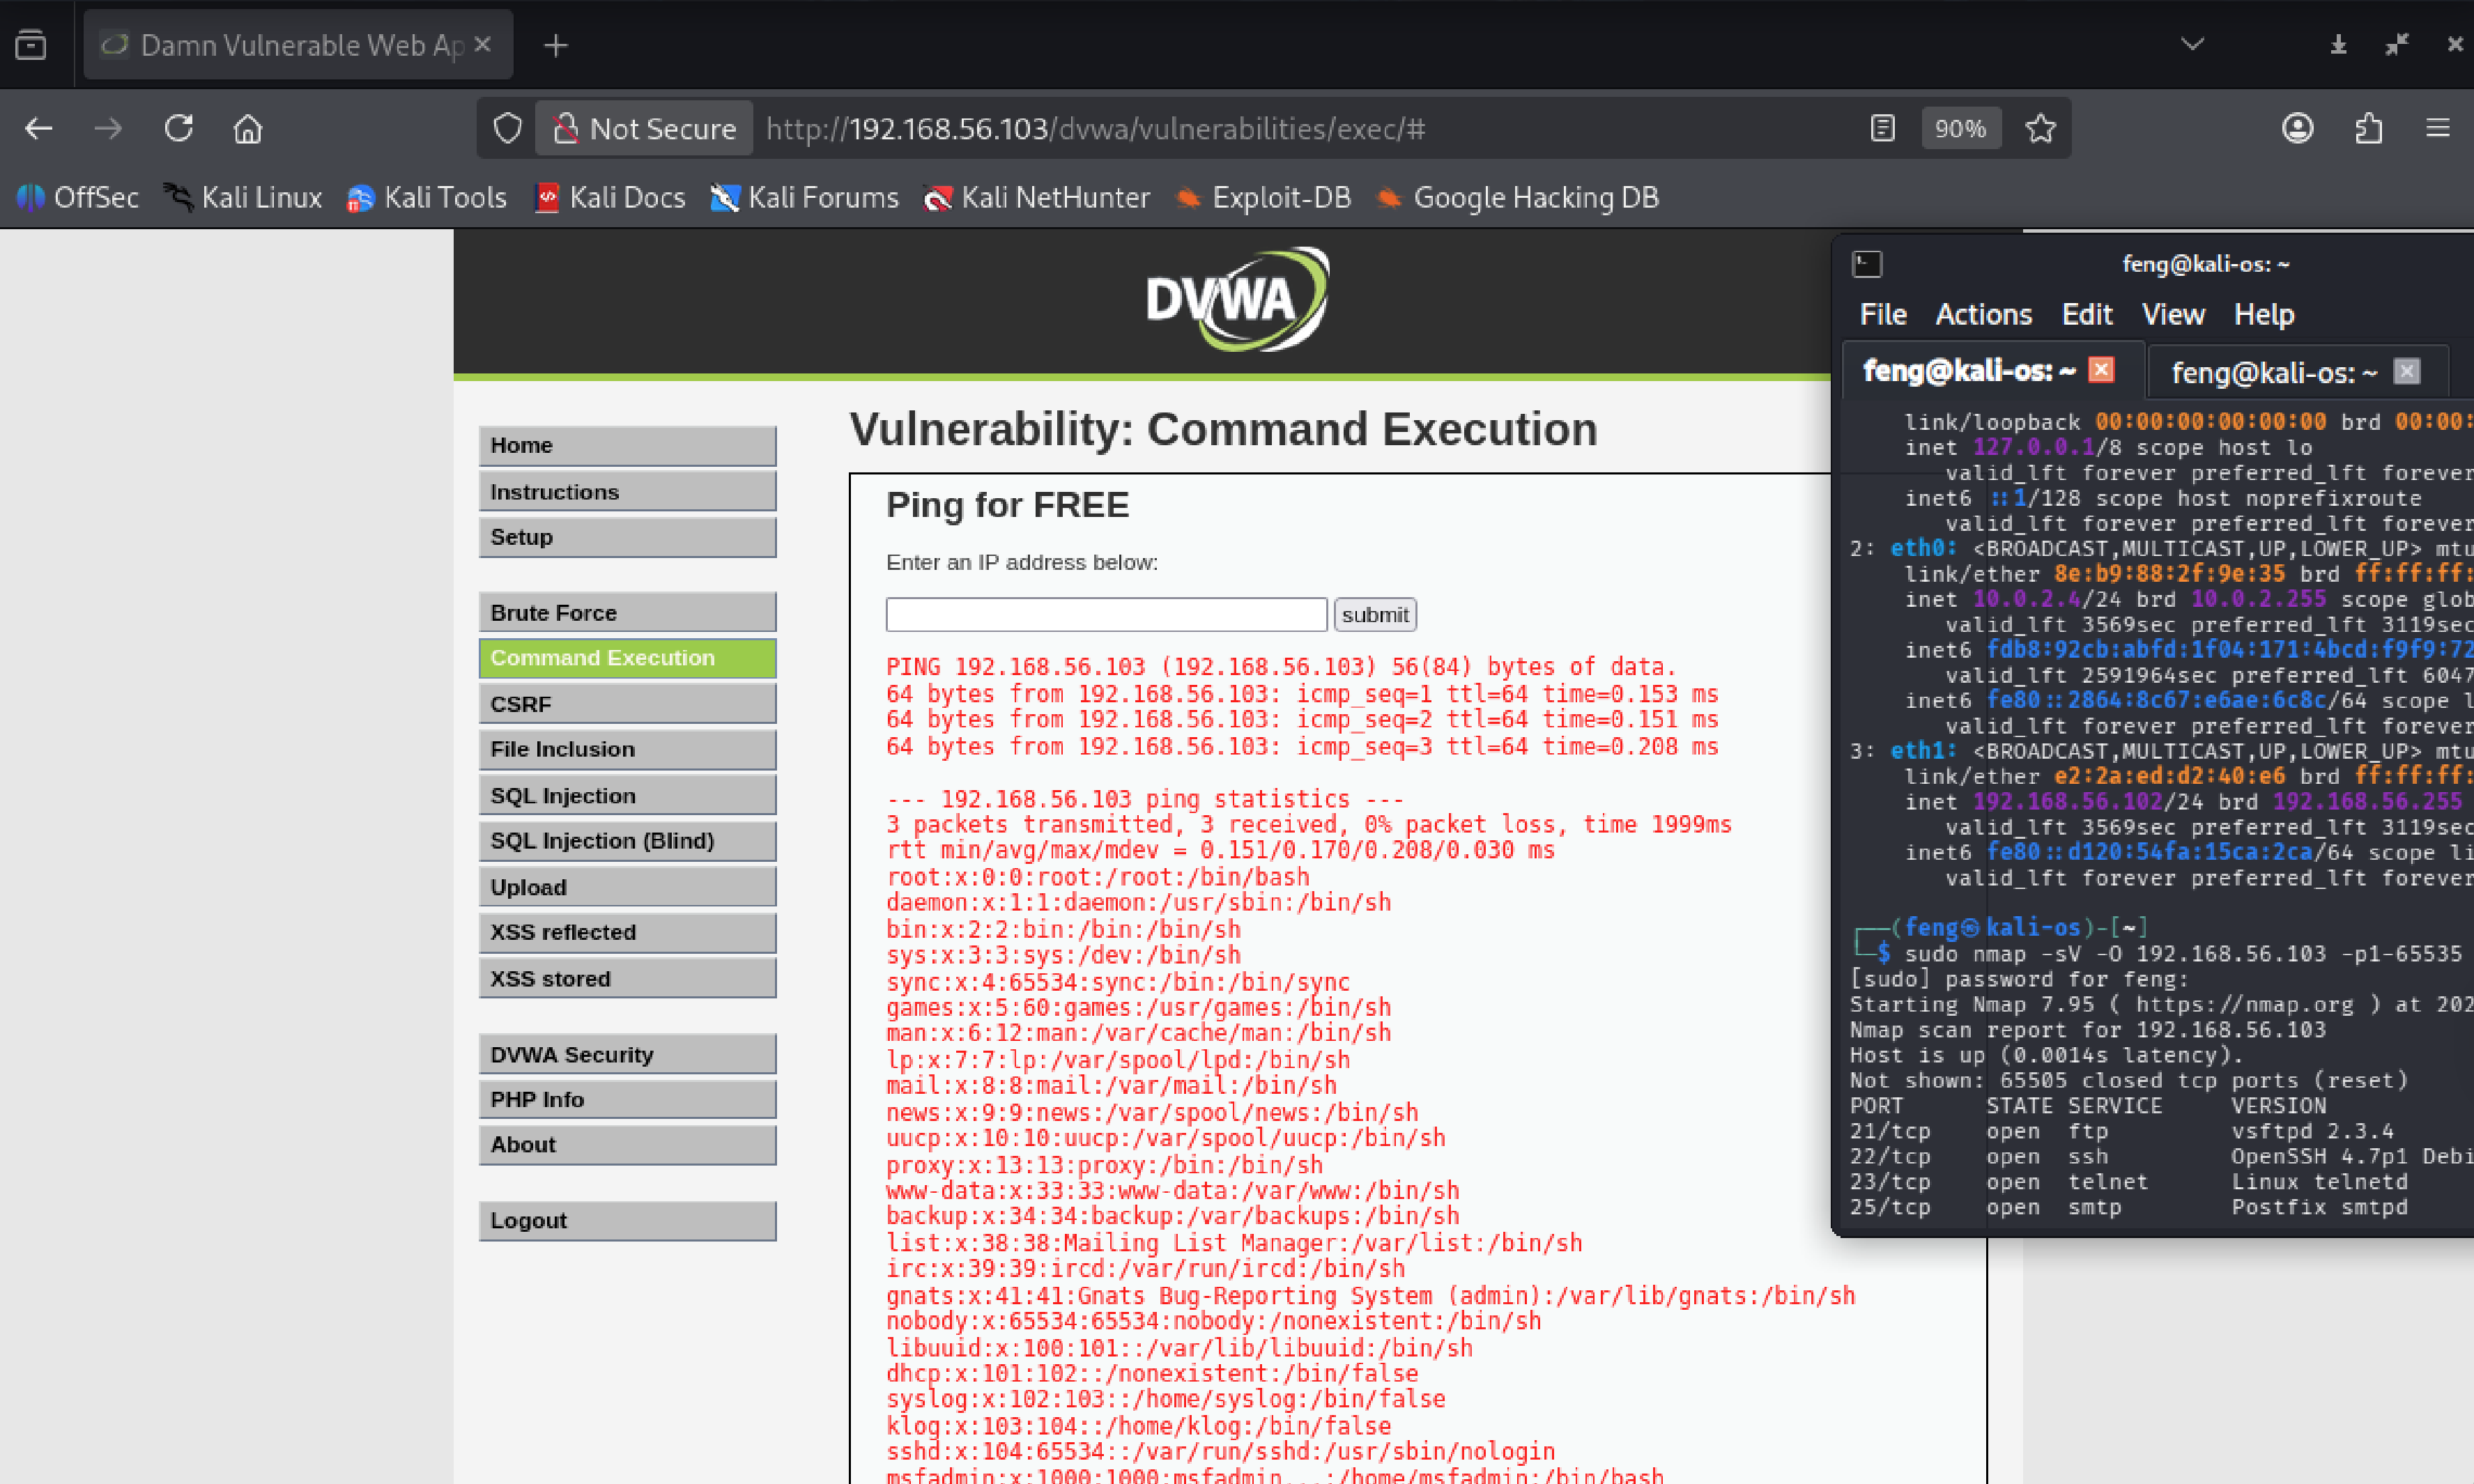 Damn Vulnerable Web Ap
Not Secure
http://192.168.56.103/dvwa/vulnerabilities/exec/#
90%
OffSec
Kali Linux
Kali Tools
Kali Docs
Kali Forums
Kali NetHunter
Exploit-DB
Google Hacking DB
DVWA
Home
Instructions
Setup
Brute Force
Command Execution
CSRF
File Inclusion
SQL Injection
SQL Injection (Blind)
Upload
XSS reflected
XSS stored
DVWA Security
PHP Info
About
Logout
Vulnerability: Command Execution
Ping for FREE
Enter an IP address below:
submit
PING 192.168.56.103 (192.168.56.103) 56(84) bytes of data.
64 bytes from 192.168.56.103: icmp_seq=1 ttl=64 time=0.153 ms
64 bytes from 192.168.56.103: icmp_seq=2 ttl=64 time=0.151 ms
64 bytes from 192.168.56.103: icmp_seq=3 ttl=64 time=0.208 ms
--- 192.168.56.103 ping statistics ---
3 packets transmitted, 3 received, 0% packet loss, time 1999ms
rtt min/avg/max/mdev = 0.151/0.170/0.208/0.030 ms
root:x:0:0:root:/root:/bin/bash
daemon:x:1:1:daemon:/usr/sbin:/bin/sh
bin:x:2:2:bin:/bin:/bin/sh
sys:x:3:3:sys:/dev:/bin/sh
sync:x:4:65534:sync:/bin:/bin/sync
games:x:5:60:games:/usr/games:/bin/sh
man:x:6:12:man:/var/cache/man:/bin/sh
lp:x:7:7:lp:/var/spool/lpd:/bin/sh
mail:x:8:8:mail:/var/mail:/bin/sh
news:x:9:9:news:/var/spool/news:/bin/sh
uucp:x:10:10:uucp:/var/spool/uucp:/bin/sh
proxy:x:13:13:proxy:/bin:/bin/sh
www-data:x:33:33:www-data:/var/www:/bin/sh
backup:x:34:34:backup:/var/backups:/bin/sh
list:x:38:38:Mailing List Manager:/var/list:/bin/sh
irc:x:39:39:ircd:/var/run/ircd:/bin/sh
gnats:x:41:41:Gnats Bug-Reporting System (admin):/var/lib/gnats:/bin/sh
nobody:x:65534:65534:nobody:/nonexistent:/bin/sh
libuuid:x:100:101::/var/lib/libuuid:/bin/sh
dhcp:x:101:102::/nonexistent:/bin/false
syslog:x:102:103::/home/syslog:/bin/false
klog:x:103:104::/home/klog:/bin/false
sshd:x:104:65534::/var/run/sshd:/usr/sbin/nologin
msfadmin:x:1000:1000:msfadmin,,,:/home/msfadmin:/bin/bash
feng@kali-os: ~
File Actions Edit View Help
feng@kali-os: ~
feng@kali-os: ~
link/loopback 00:00:00:00:00:00 brd 00:00:
inet 127.0.0.1/8 scope host lo
valid_lft forever preferred_lft forever
inet6 ::1/128 scope host noprefixroute
valid_lft forever preferred_lft forever
2: eth0: <BROADCAST,MULTICAST,UP,LOWER_UP> mtu
link/ether 8e:b9:88:2f:9e:35 brd ff:ff:ff:
inet 10.0.2.4/24 brd 10.0.2.255 scope glob
valid_lft 3569sec preferred_lft 3119sec
inet6 fdb8:92cb:abfd:1f04:171:4bcd:f9f9:72
valid_lft 2591964sec preferred_lft 6047
inet6 fe80::2864:8c67:e6ae:6c8c/64 scope l
valid_lft forever preferred_lft forever
3: eth1: <BROADCAST,MULTICAST,UP,LOWER_UP> mtu
link/ether e2:2a:ed:d2:40:e6 brd ff:ff:ff:
inet 192.168.56.102/24 brd 192.168.56.255
valid_lft 3569sec preferred_lft 3119sec
inet6 fe80::d120:54fa:15ca:2ca/64 scope li
valid_lft forever preferred_lft forever
┌──(feng㉿kali-os)-[~]
└─$ sudo nmap -sV -O 192.168.56.103 -p1-65535
[sudo] password for feng:
Starting Nmap 7.95 ( https://nmap.org ) at 202
Nmap scan report for 192.168.56.103
Host is up (0.0014s latency).
Not shown: 65505 closed tcp ports (reset)
PORT STATE SERVICE VERSION
21/tcp open ftp vsftpd 2.3.4
22/tcp open ssh OpenSSH 4.7p1 Debi
23/tcp open telnet Linux telnetd
25/tcp open smtp Postfix smtpd